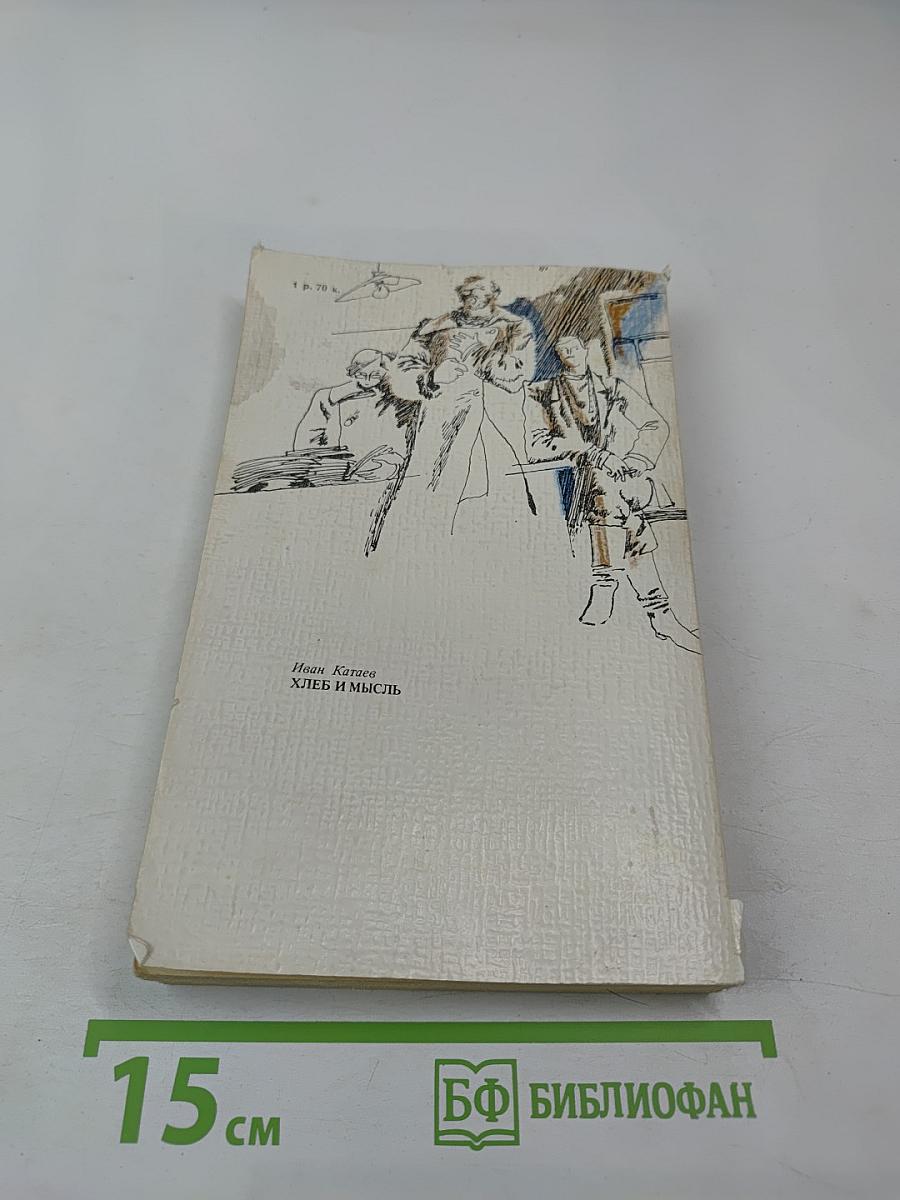 1 р. 70 к.
Иван Катаев
ХЛЕБ И МЫСЛЬ
15 см
БФ БИБЛИОФАН